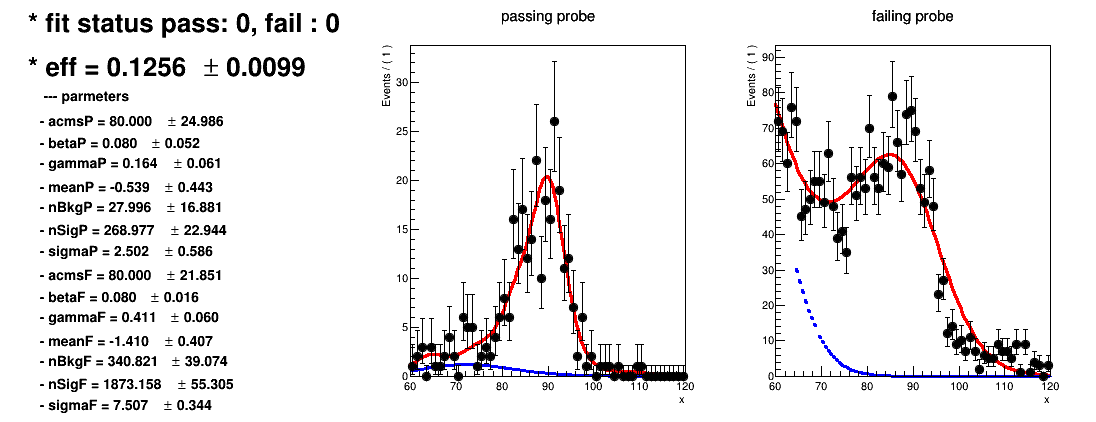 * fit status pass: 0, fail : 0
* eff = 0.1256 ± 0.0099
--- parmeters
- acmsP = 80.000 ± 24.986
- betaP = 0.080 ± 0.052
- gammaP = 0.164 ± 0.061
- meanP = -0.539 ± 0.443
- nBkgP = 27.996 ± 16.881
- nSigP = 268.977 ± 22.944
- sigmaP = 2.502 ± 0.586
- acmsF = 80.000 ± 21.851
- betaF = 0.080 ± 0.016
- gammaF = 0.411 ± 0.060
- meanF = -1.410 ± 0.407
- nBkgF = 340.821 ± 39.074
- nSigF = 1873.158 ± 55.305
- sigmaF = 7.507 ± 0.344
passing probe
Events / ( 1 )
30
25
20
15
10
5
0
60 70 80 90 100 110 120
x
failing probe
Events / ( 1 )
90
80
70
60
50
40
30
20
10
0
60 70 80 90 100 110 120
x